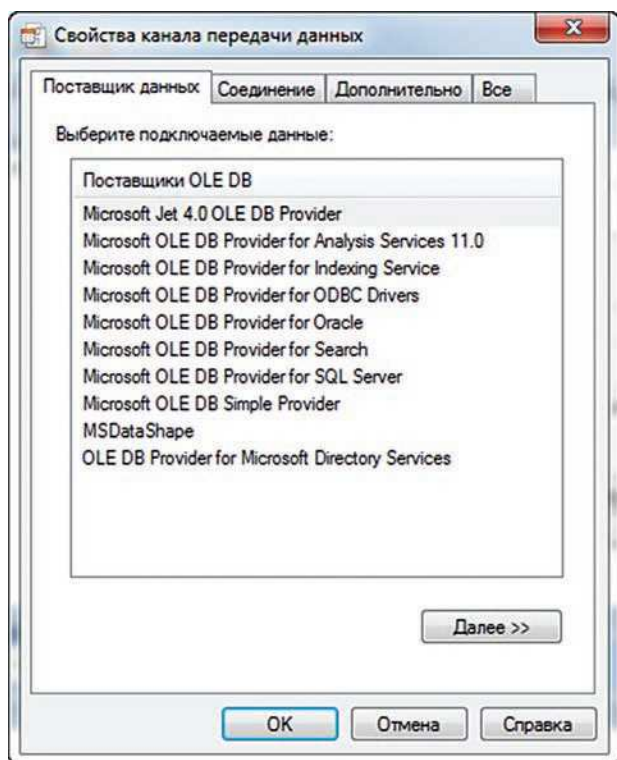 Свойства канала передачи данных
Поставщик данных Соединение Дополнительно Все
Выберите подключаемые данные:
Поставщики OLE DB
Microsoft Jet 4.0 OLE DB Provider
Microsoft OLE DB Provider for Analysis Services 11.0
Microsoft OLE DB Provider for Indexing Service
Microsoft OLE DB Provider for ODBC Drivers
Microsoft OLE DB Provider for Oracle
Microsoft OLE DB Provider for Search
Microsoft OLE DB Provider for SQL Server
Microsoft OLE DB Simple Provider
MSDataShape
OLE DB Provider for Microsoft Directory Services
Далее >>
OK Отмена Справка